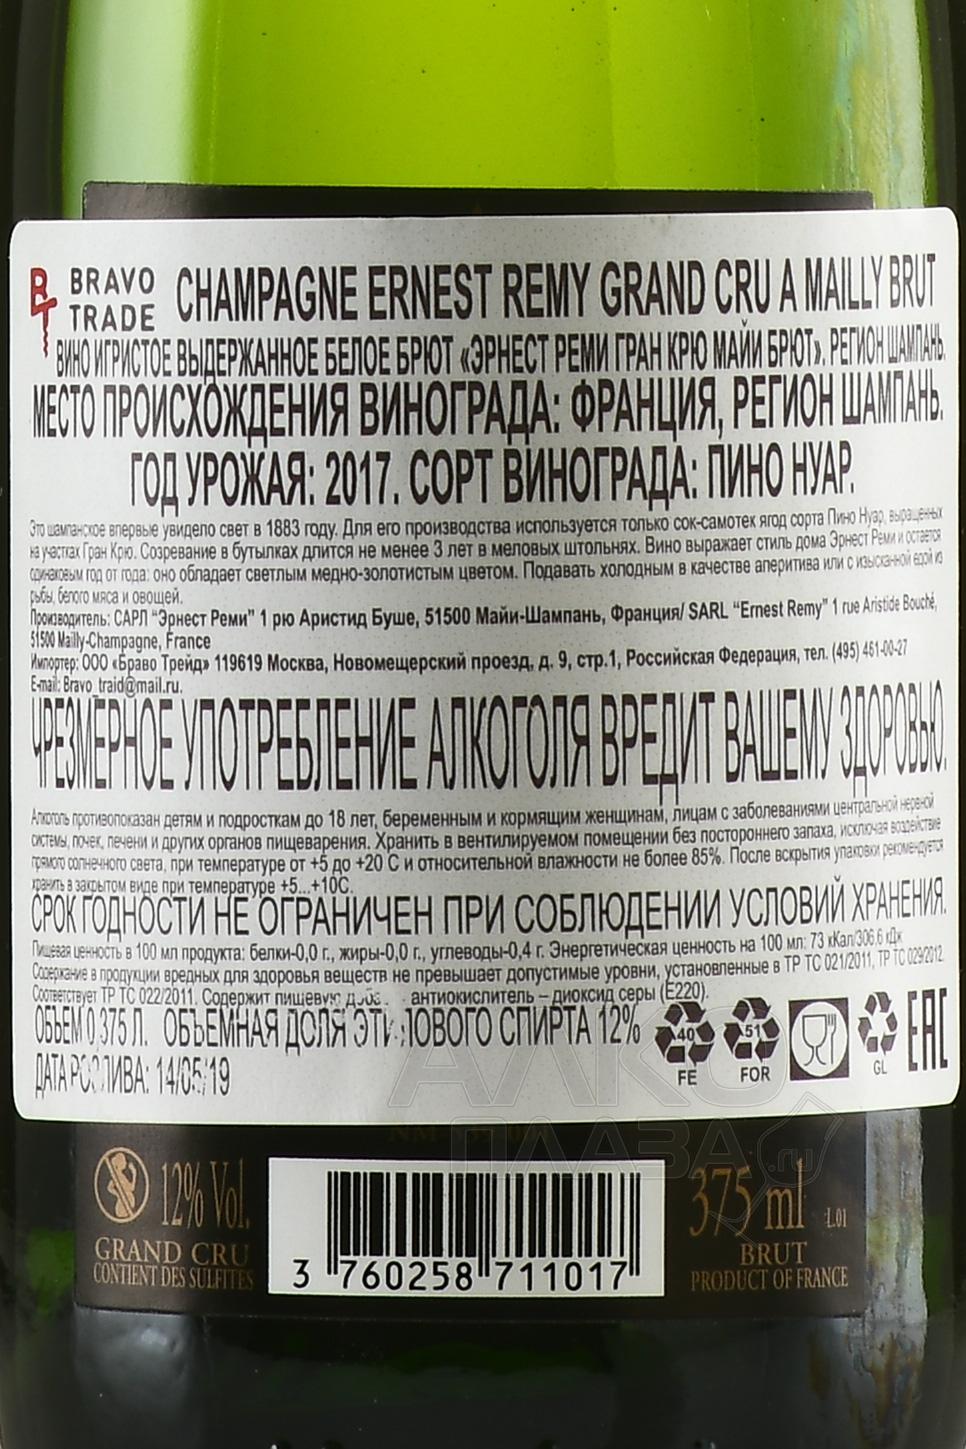 BRAVO TRADE
CHAMPAGNE ERNEST REMY GRAND CRU A MAILLY BRUT
ВИНО ИГРИСТОЕ ВЫДЕРЖАННОЕ БЕЛОЕ БРЮТ «ЭРНЕСТ РЕМИ ГРАН КРЮ МАЙИ БРЮТ». РЕГИОН ШАМПАНЬ.
МЕСТО ПРОИСХОЖДЕНИЯ ВИНОГРАДА: ФРАНЦИЯ, РЕГИОН ШАМПАНЬ.
ГОД УРОЖАЯ: 2017. СОРТ ВИНОГРАДА: ПИНО НУАР.
Это шампанское впервые увидело свет в 1883 году. Для его производства используется только сок-самотек ягод сорта Пино Нуар, выращенных
на участках Гран Крю. Созревание в бутылках длится не менее 3 лет в меловых штольнях. Вино выражает стиль дома Эрнест Реми и остается
одинаковым год от года: оно обладает светлым медно-золотистым цветом. Подавать холодным в качестве аперитива или с изысканной едой из
рыбы, белого мяса и овощей.
Производитель: САРЛ "Эрнест Реми" 1 рю Аристид Буше, 51500 Майи-Шампань, Франция/ SARL “Ernest Remy” 1 rue Aristide Bouché,
51500 Mailly-Champagne, France
Импортер: ООО «Браво Трейд» 119619 Москва, Новомещерский проезд, д. 9, стр.1, Российская Федерация, тел. (495) 461-00-27
E-mail: Bravo_traid@mail.ru.
ЧРЕЗМЕРНОЕ УПОТРЕБЛЕНИЕ АЛКОГОЛЯ ВРЕДИТ ВАШЕМУ ЗДОРОВЬЮ.
Алкоголь противопоказан детям и подросткам до 18 лет, беременным и кормящим женщинам, лицам с заболеваниями центральной нервной
системы, почек, печени и других органов пищеварения. Хранить в вентилируемом помещении без постороннего запаха, исключая воздействие
прямого солнечного света, при температуре от +5 до +20 С и относительной влажности не более 85%. После вскрытия упаковки рекомендуется
хранить в закрытом виде при температуре +5...+10С.
СРОК ГОДНОСТИ НЕ ОГРАНИЧЕН ПРИ СОБЛЮДЕНИИ УСЛОВИЙ ХРАНЕНИЯ.
Пищевая ценность в 100 мл продукта: белки-0,0 г., жиры-0,0 г., углеводы-0,4 г. Энергетическая ценность на 100 мл: 73 кКал/306,6 кДж
Содержание в продукции вредных для здоровья веществ не превышает допустимые уровни, установленные в ТР ТС 021/2011, ТР ТС 029/2012.
Соответствует ТР ТС 022/2011. Содержит пищевую антиокислитель – диоксид серы (Е220).
ОБЪЕМ 0,375 Л. ОБЪЕМНАЯ ДОЛЯ ЭТИЛОВОГО СПИРТА 12%
ДАТА РОЗЛИВА: 14/05/19
40 FE
51 FOR
GL
EAC
АЛКО ПЛАЗА .ru
12% Vol.
GRAND CRU
CONTIENT DES SULFITES
3 760258 711017
375 ml
L.01
BRUT
PRODUCT OF FRANCE